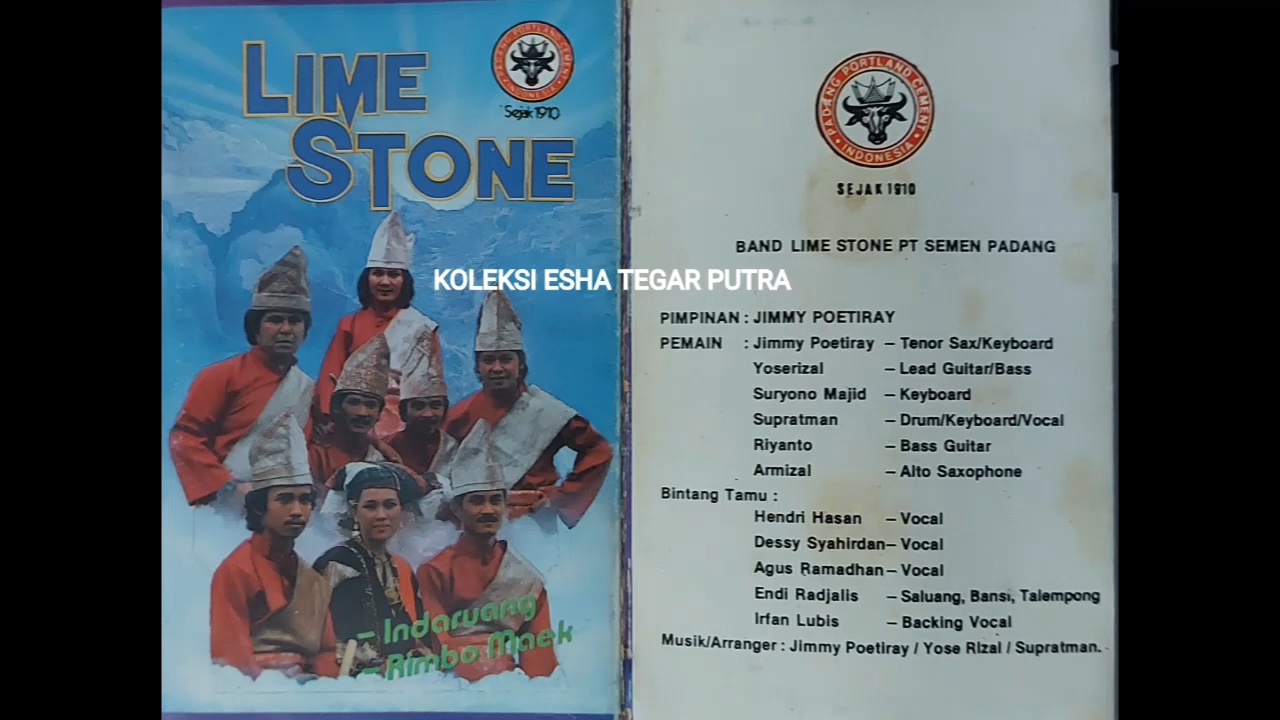 LIME
STONE
PADANG PORTLAND CEMENT
INDONESIA
Sejak 1910
- Indaruang
- Rimbo Maek
KOLEKSI ESHA TEGAR PUTRA
PADANG PORTLAND CEMENT
INDONESIA
SEJAK 1910
BAND LIME STONE PT SEMEN PADANG
PIMPINAN : JIMMY POETIRAY
PEMAIN : Jimmy Poetiray – Tenor Sax/Keyboard
Yoserizal – Lead Guitar/Bass
Suryono Majid – Keyboard
Supratman – Drum/Keyboard/Vocal
Riyanto – Bass Guitar
Armizal – Alto Saxophone
Bintang Tamu :
Hendri Hasan – Vocal
Dessy Syahirdan – Vocal
Agus Ramadhan – Vocal
Endi Radjalis – Saluang, Bansi, Talempong
Irfan Lubis – Backing Vocal
Musik/Arranger : Jimmy Poetiray / Yose Rizal / Supratman.